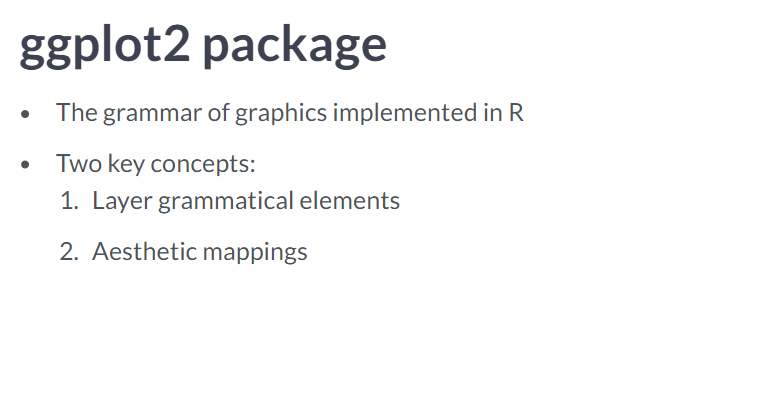 ggplot2 package
• The grammar of graphics implemented in R
• Two key concepts:
1. Layer grammatical elements
2. Aesthetic mappings